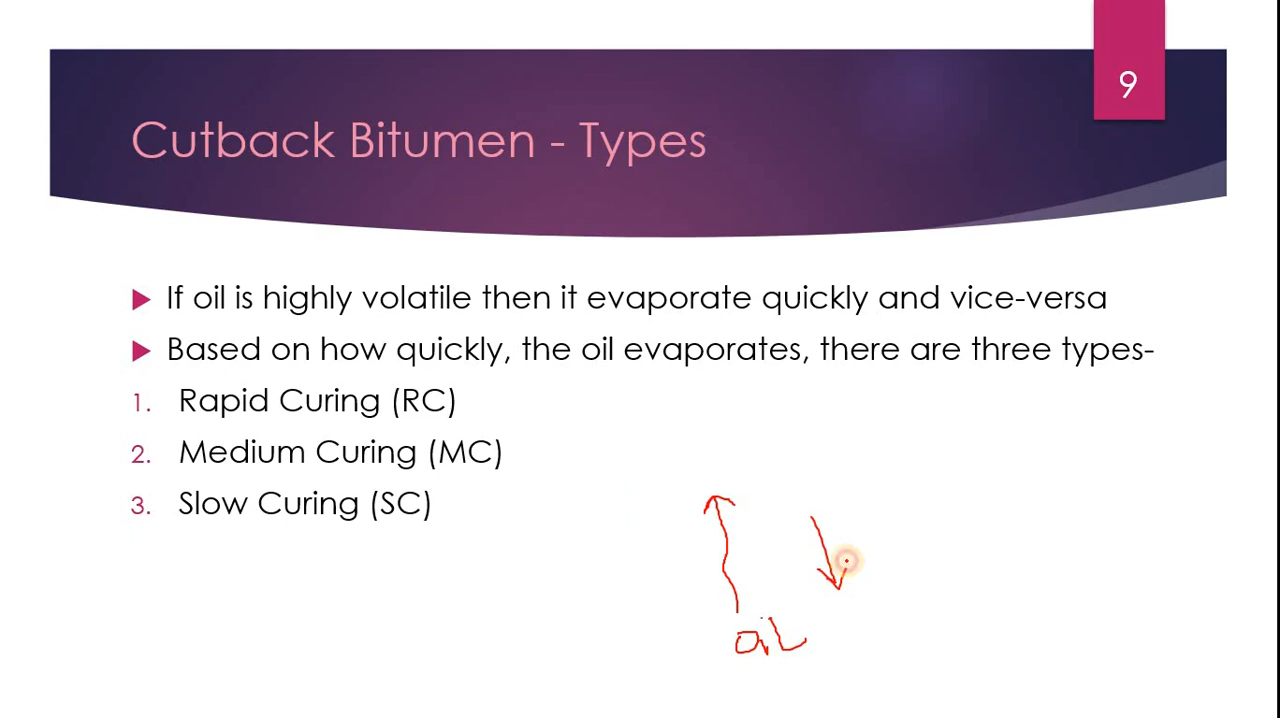 9
Cutback Bitumen - Types
If oil is highly volatile then it evaporate quickly and vice-versa
Based on how quickly, the oil evaporates, there are three types-
1. Rapid Curing (RC)
2. Medium Curing (MC)
3. Slow Curing (SC)
oil